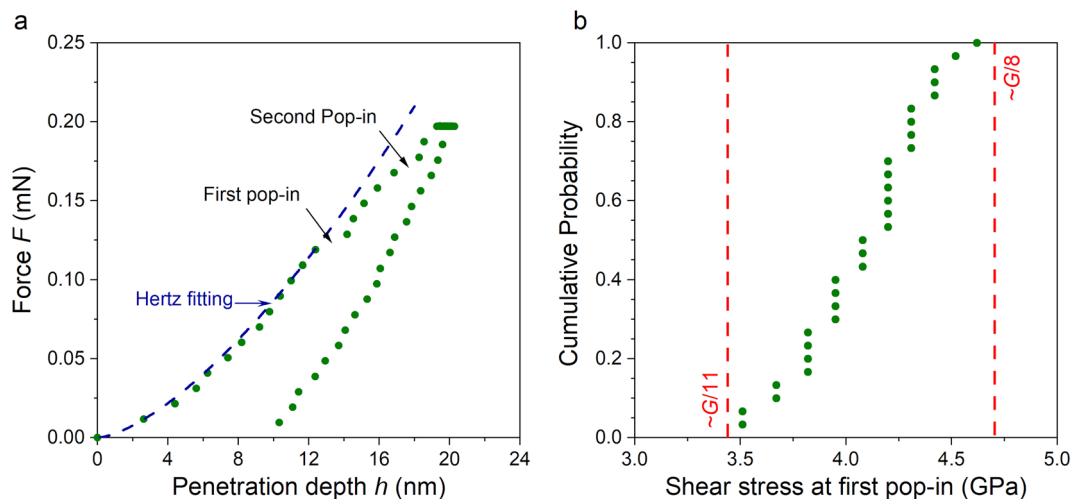 a
0.25
0.20
0.15
0.10
0.05
0.00
Force F (mN)
Second Pop-in
First pop-in
Hertz fitting
0 4 8 12 16 20 24
Penetration depth h (nm)
b
1.0
0.8
0.6
0.4
0.2
0.0
Cumulative Probability
~G/11
~G/8
3.0 3.5 4.0 4.5 5.0
Shear stress at first pop-in (GPa)